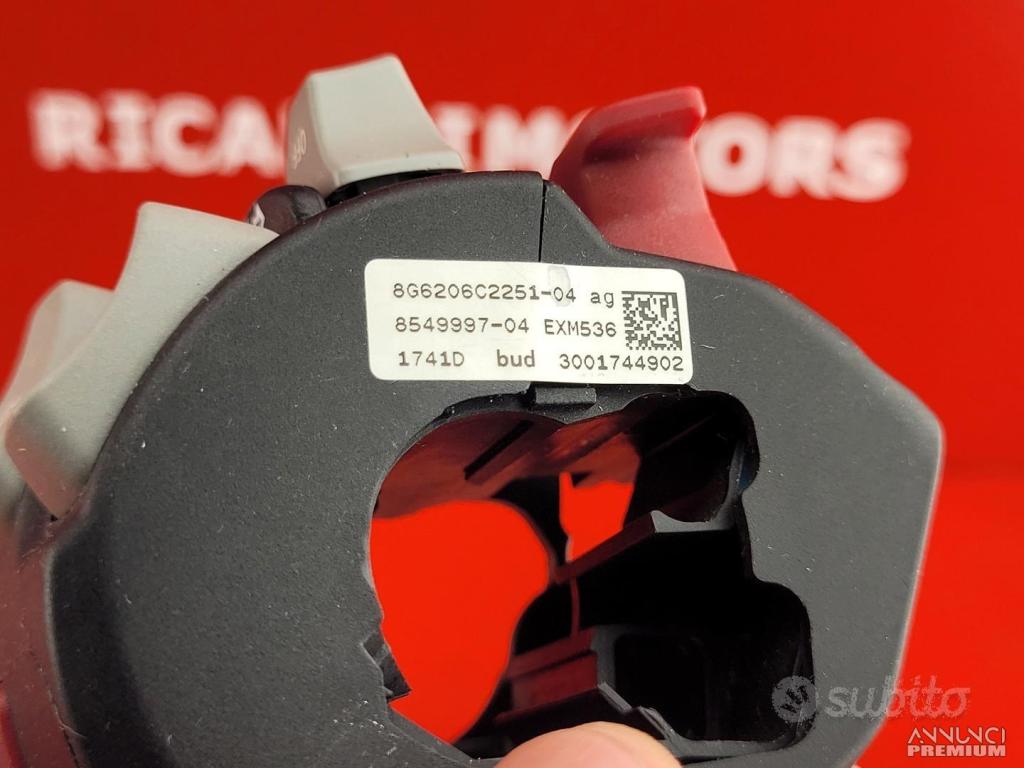 8G6206C2251-04 ag
8549997-04 EXM536
1741D bud 3001744902
subito
ANNUNCI
PREMIUM